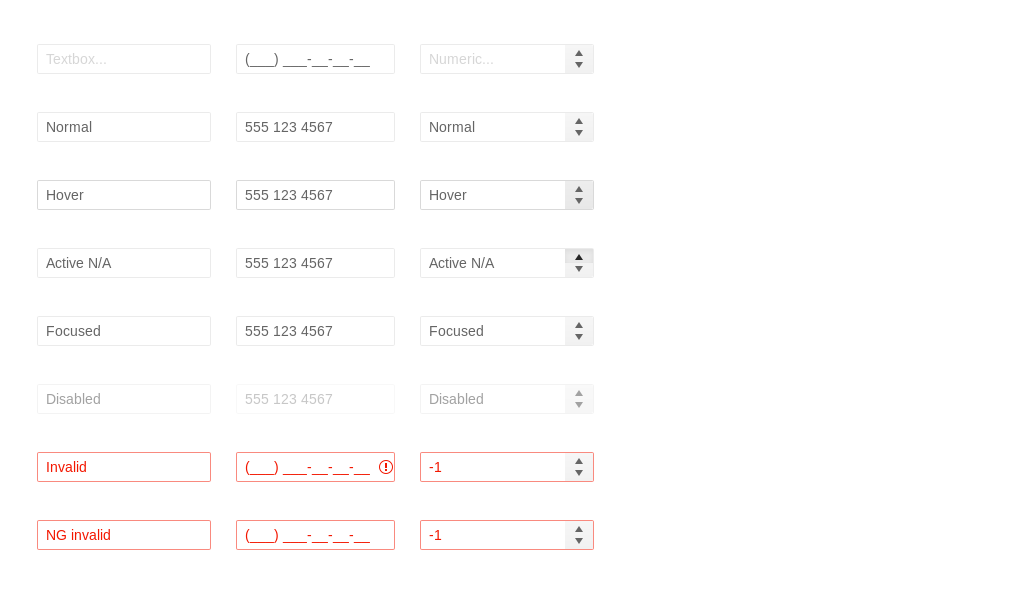 Textbox... (___) ___-__-__-__ Numeric...
Normal 555 123 4567 Normal
Hover 555 123 4567 Hover
Active N/A 555 123 4567 Active N/A
Focused 555 123 4567 Focused
Disabled 555 123 4567 Disabled
Invalid (___) ___-__-__-__ -1
NG invalid (___) ___-__-__-__ -1